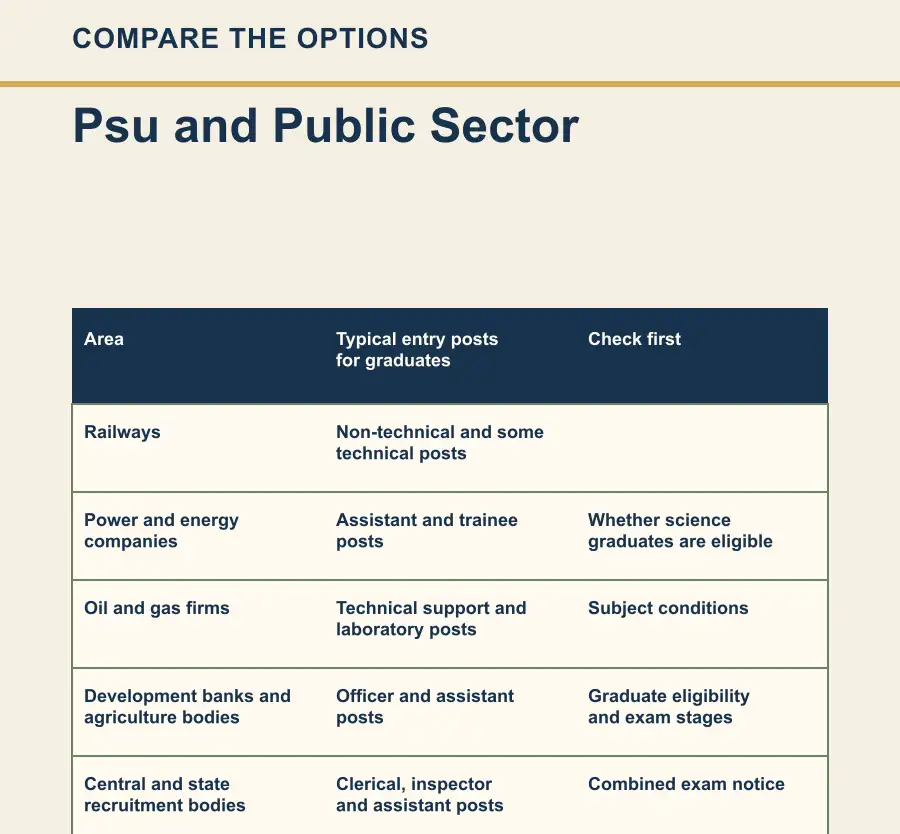 COMPARE THE OPTIONS
Psu and Public Sector
Area
Typical entry posts
for graduates
Check first
Railways
Non-technical and some
technical posts
Power and energy
companies
Assistant and trainee
posts
Whether science
graduates are eligible
Oil and gas firms
Technical support and
laboratory posts
Subject conditions
Development banks and
agriculture bodies
Officer and assistant
posts
Graduate eligibility
and exam stages
Central and state
recruitment bodies
Clerical, inspector
and assistant posts
Combined exam notice